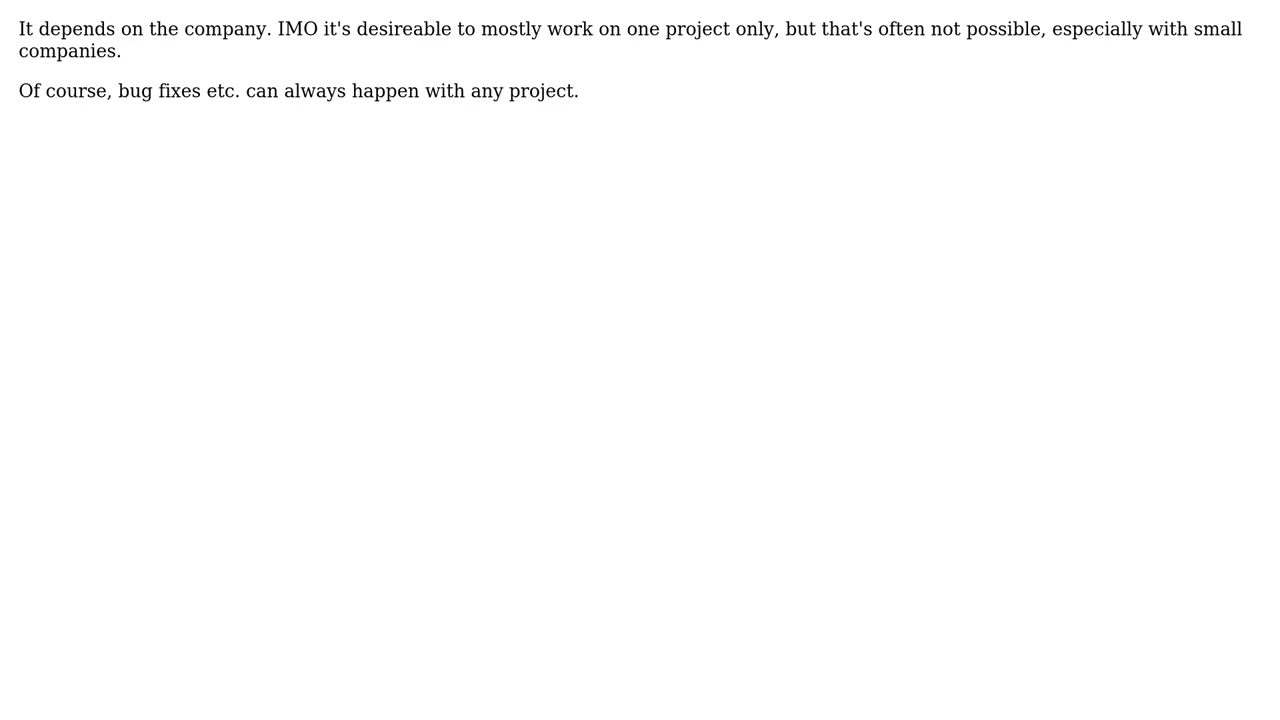 It depends on the company. IMO it's desireable to mostly work on one project only, but that's often not possible, especially with small
companies.
Of course, bug fixes etc. can always happen with any project.